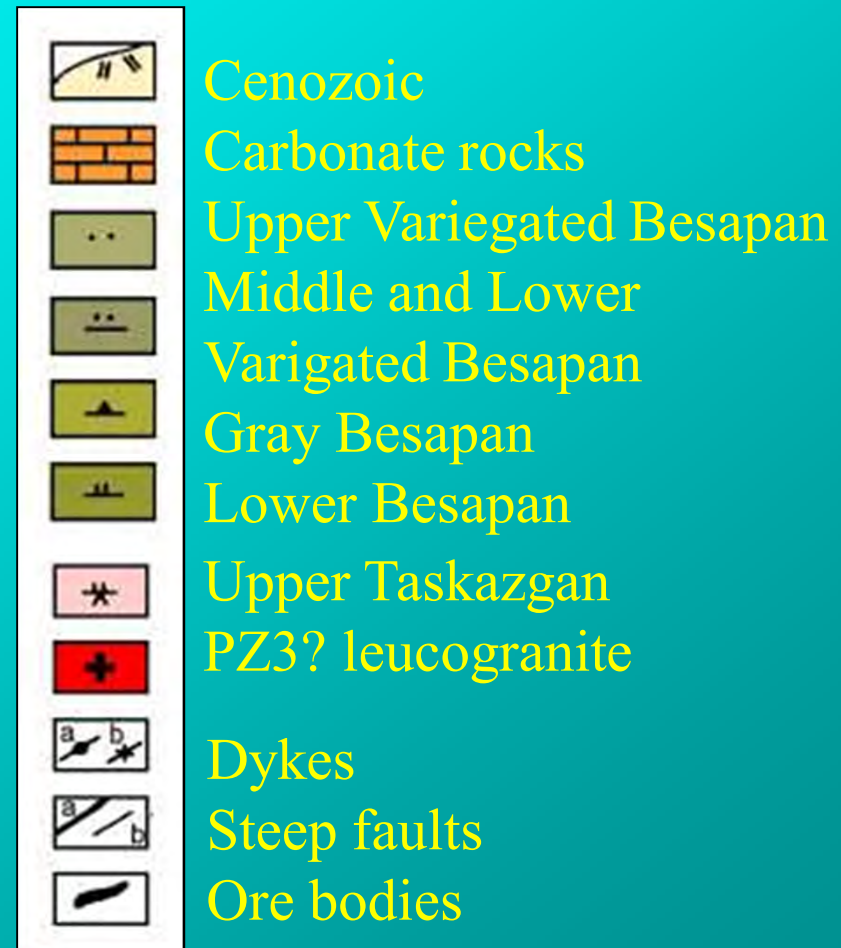 Cenozoic
Carbonate rocks
Upper Variegated Besapan
Middle and Lower
Varigated Besapan
Gray Besapan
Lower Besapan
Upper Taskazgan
PZ3? leucogranite
a b
Dykes
a b
Steep faults
Ore bodies